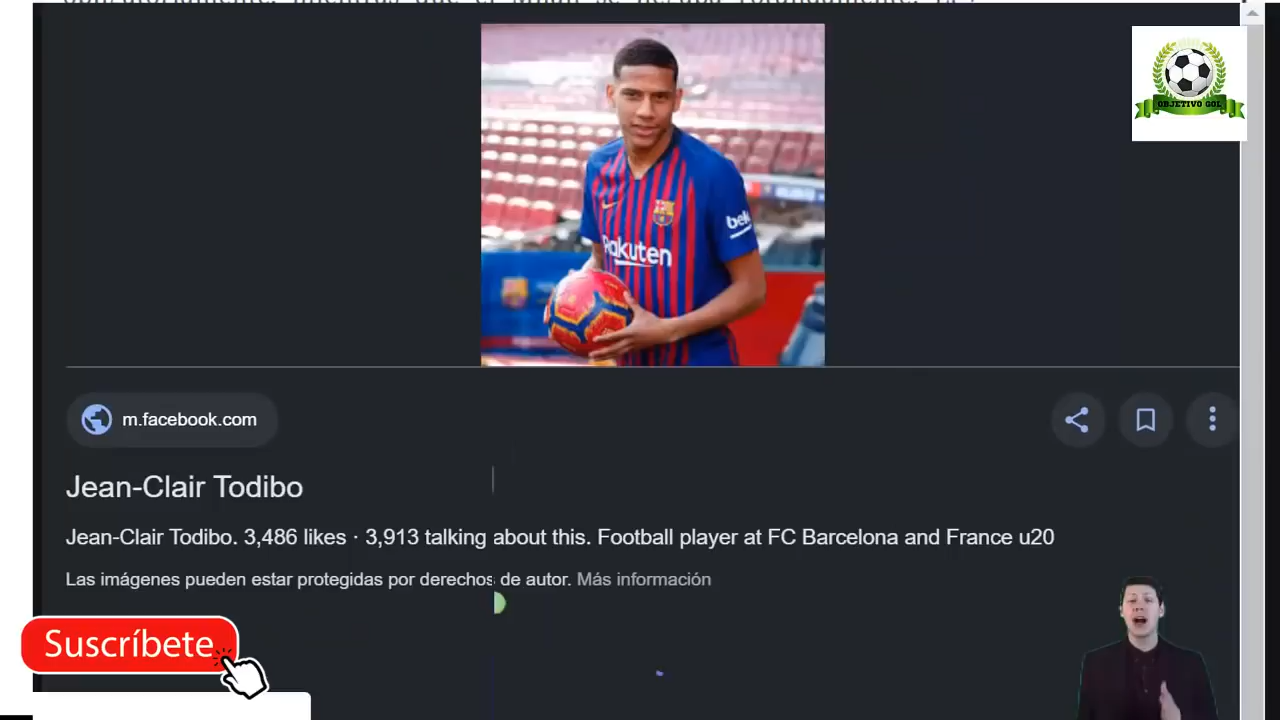 OBJETIVO GOL
beko
Rakuten
m.facebook.com
Jean-Clair Todibo
Jean-Clair Todibo. 3,486 likes · 3,913 talking about this. Football player at FC Barcelona and France u20
Las imágenes pueden estar protegidas por derechos de autor. Más información
Suscríbete